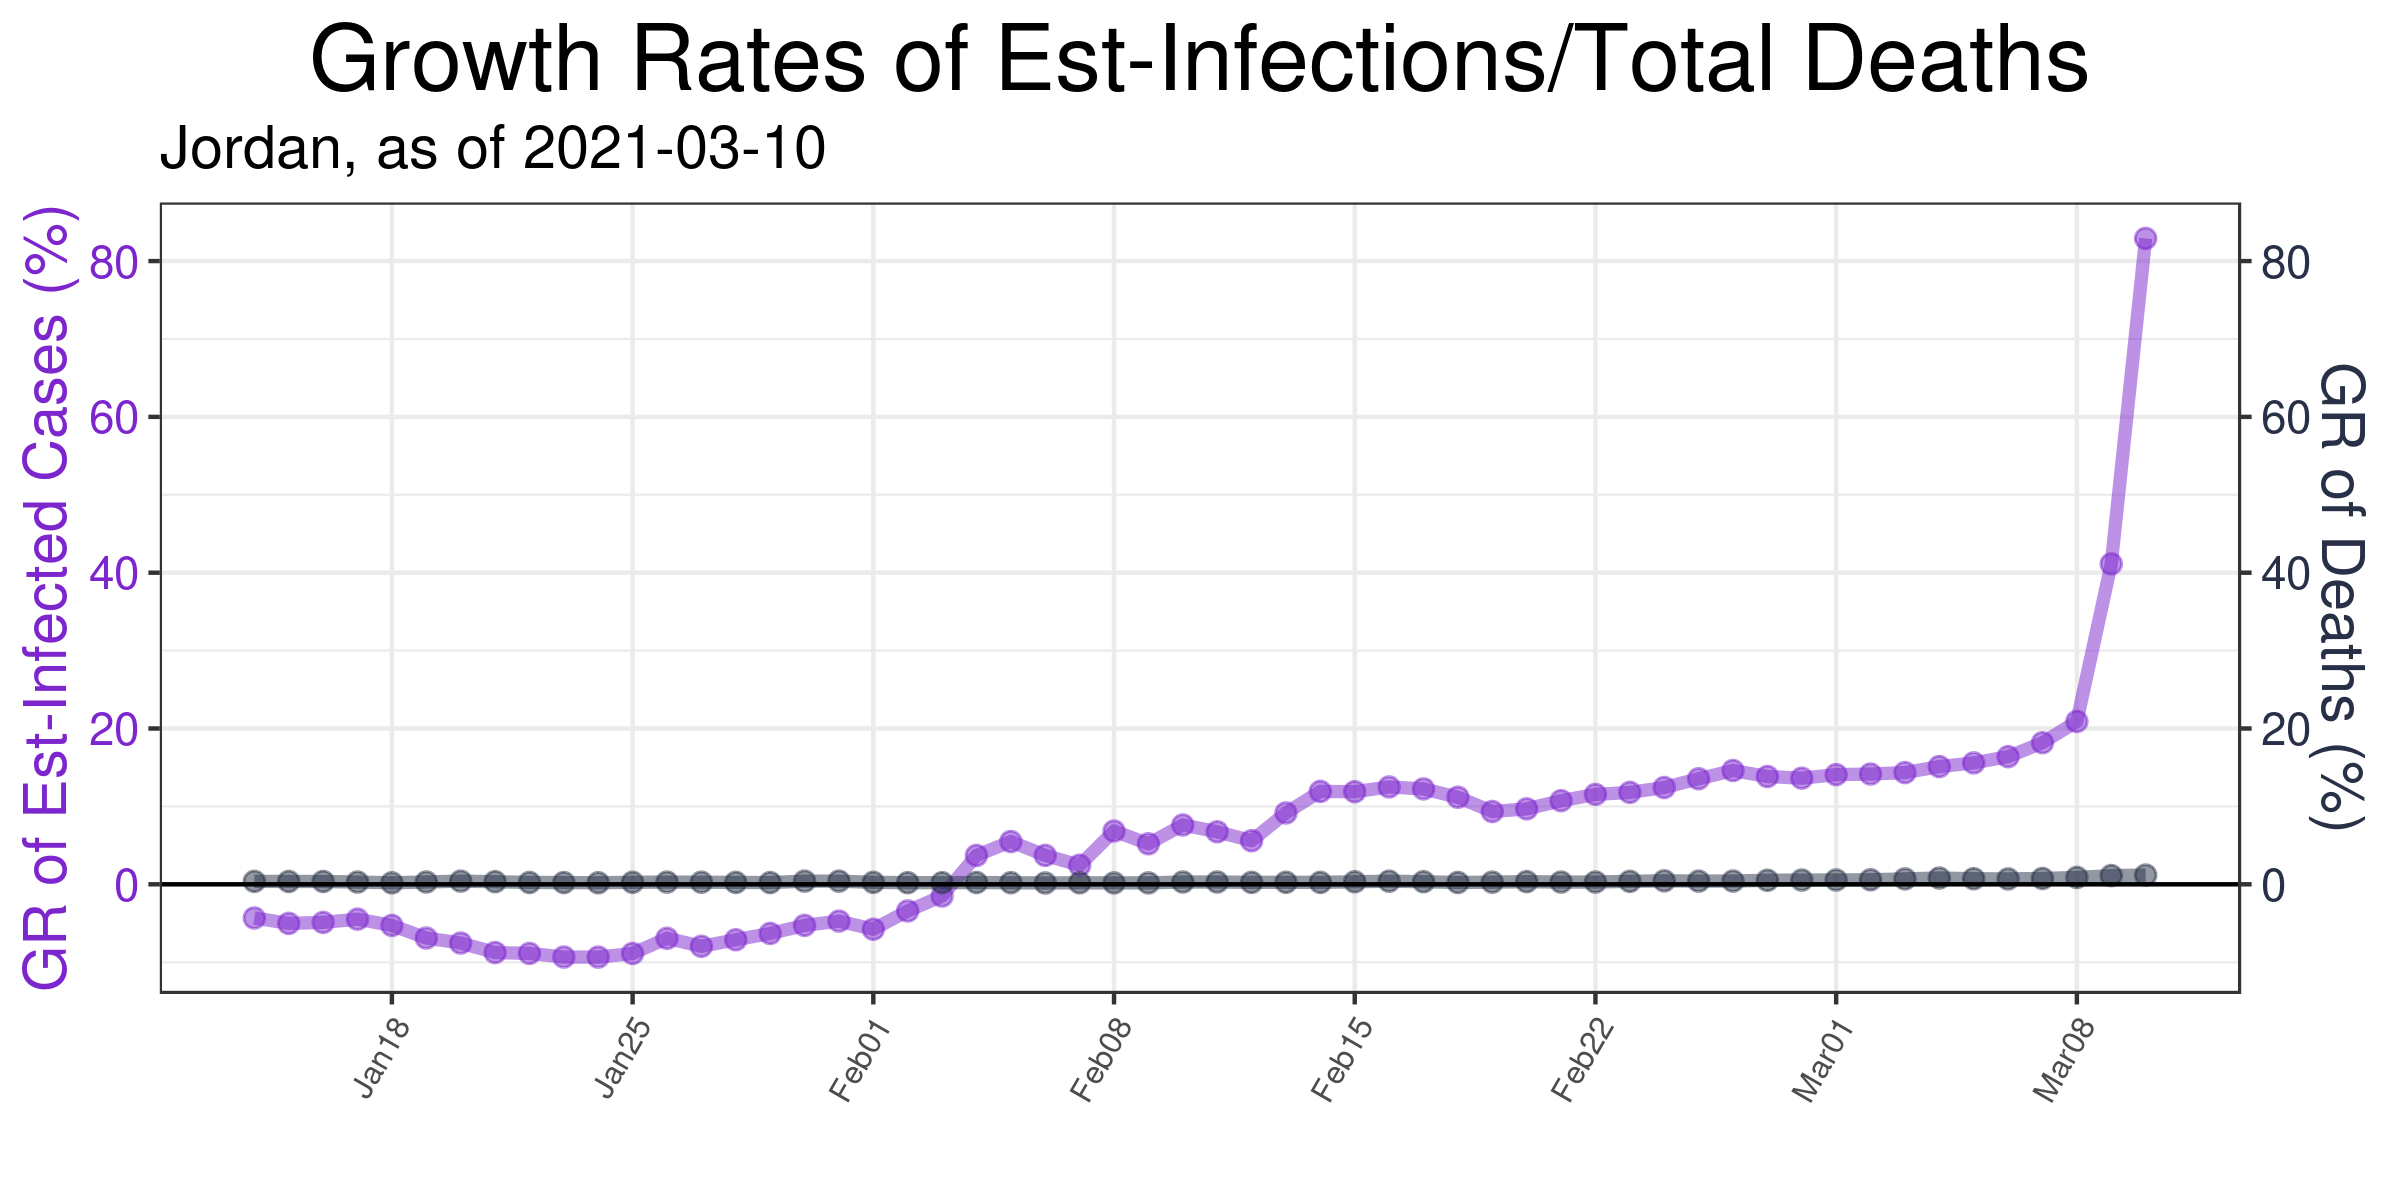 Growth Rates of Est-Infections/Total Deaths
Jordan, as of 2021-03-10
GR of Est-Infected Cases (%)
80
60
40
20
0
80
60
40
20
0
GR of Deaths (%)
Jan18
Jan25
Feb01
Feb08
Feb15
Feb22
Mar01
Mar08